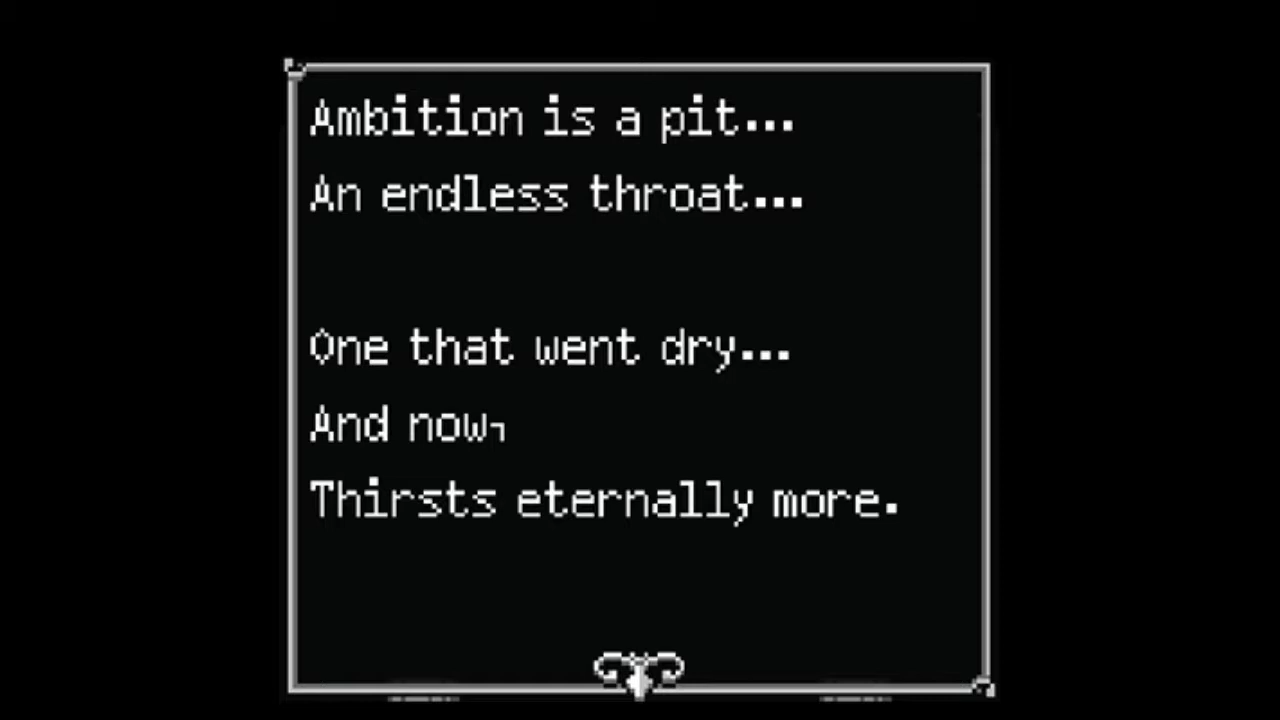 Ambition is a pit...
An endless throat...
One that went dry...
And now¬
Thirsts eternally more.